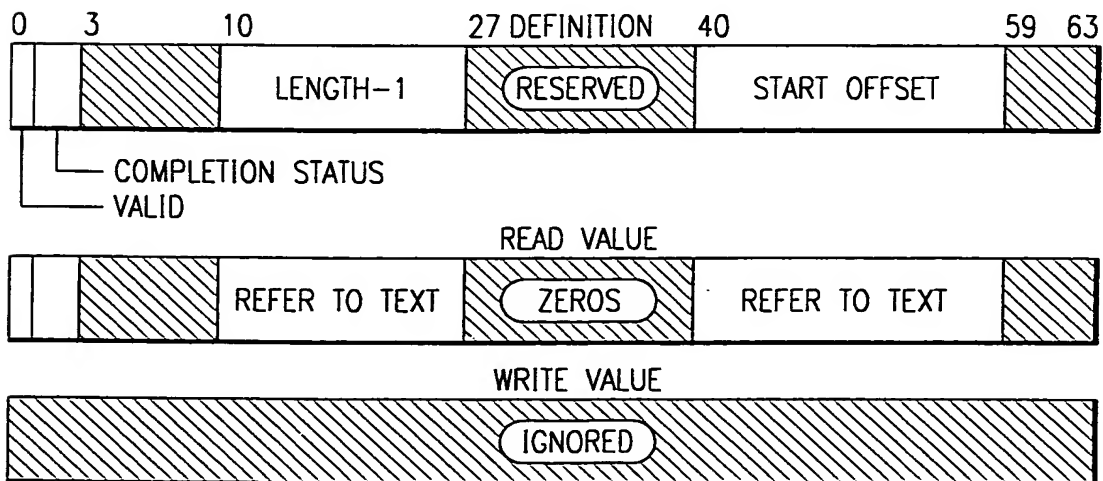 0 3 10 27 DEFINITION 40 59 63
LENGTH-1 RESERVED START OFFSET
COMPLETION STATUS
VALID
READ VALUE
REFER TO TEXT ZEROS REFER TO TEXT
WRITE VALUE
IGNORED